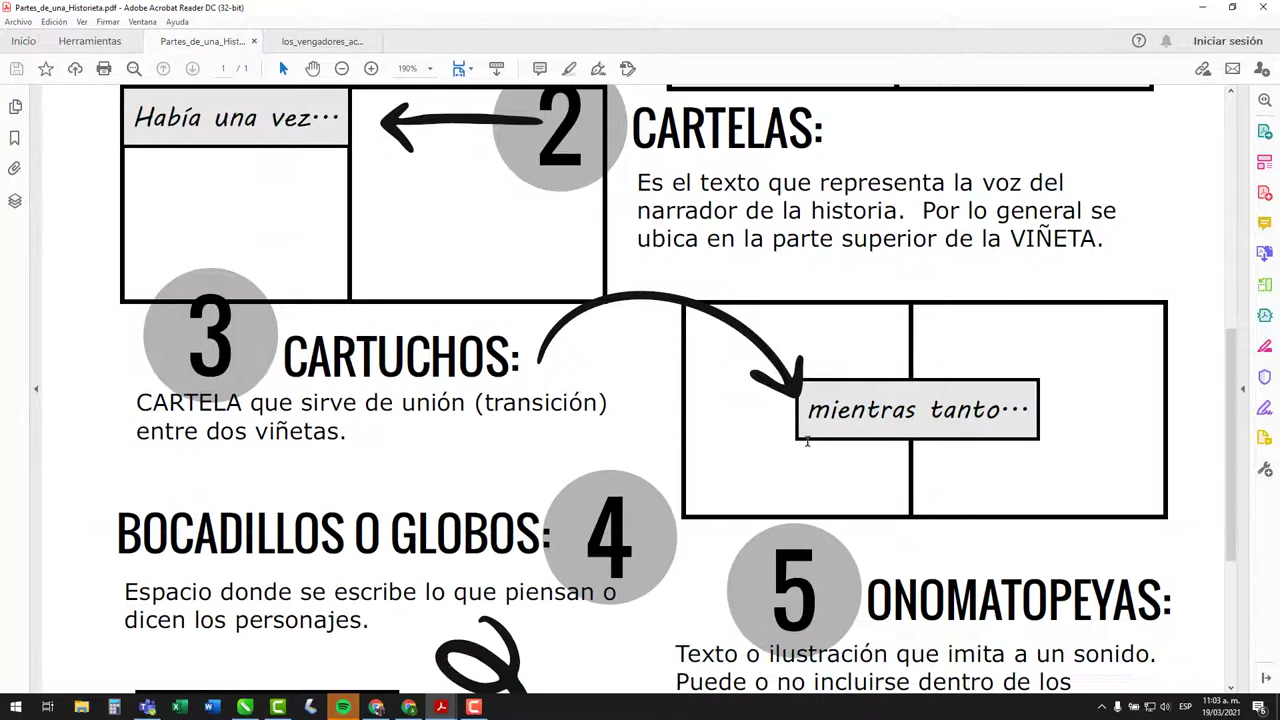 Partes_de_una_Historieta.pdf - Adobe Acrobat Reader DC (32-bit)
Archivo Edición Ver Firmar Ventana Ayuda
Inicio Herramientas Partes_de_una_Hist... los_vengadores_ac... Iniciar sesión
1 / 1 190%
Había una vez...
2
CARTELAS:
Es el texto que representa la voz del
narrador de la historia. Por lo general se
ubica en la parte superior de la VIÑETA.
3
CARTUCHOS:
CARTELA que sirve de unión (transición)
entre dos viñetas.
mientras tanto...
BOCADILLOS O GLOBOS:
4
Espacio donde se escribe lo que piensan o
dicen los personajes.
5
ONOMATOPEYAS:
Texto o ilustración que imita a un sonido.
Puede o no incluirse dentro de los
ESP
11:03 a. m.
19/03/2021